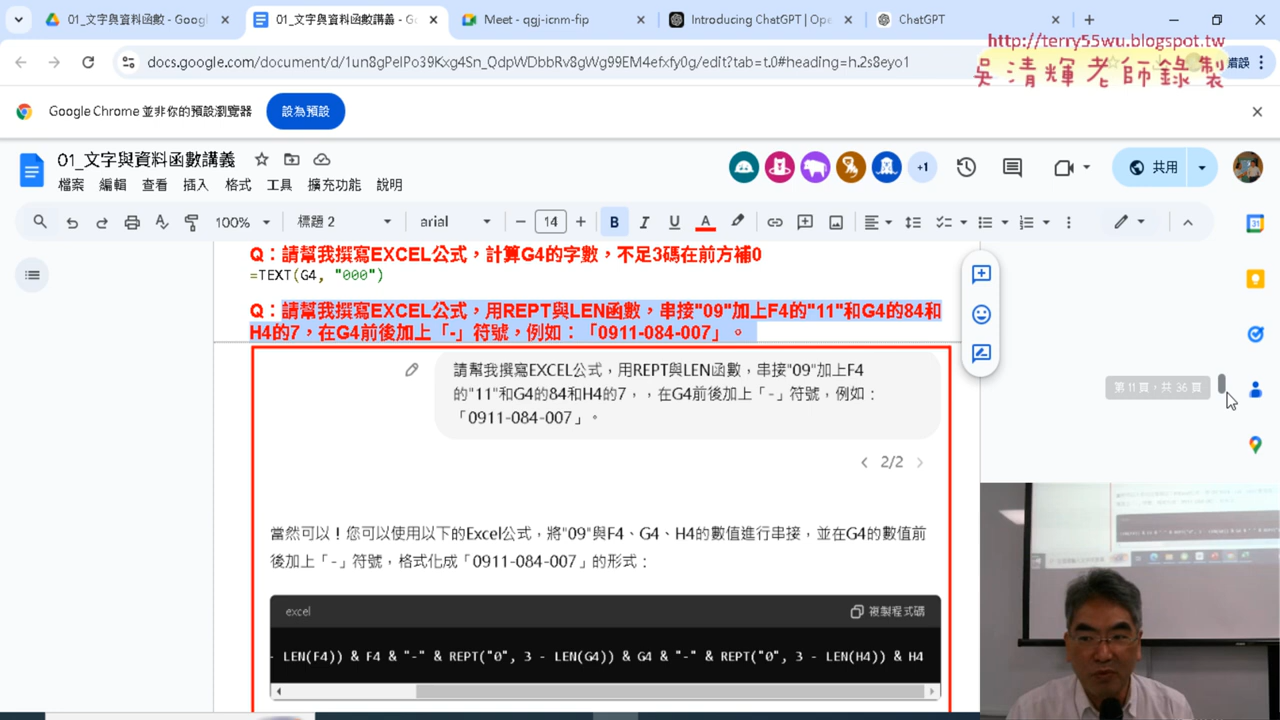 01_文字與資料函數 - Googl
01_文字與資料函數講義 - Go
Meet - qgj-icnm-fip
Introducing ChatGPT | Ope
ChatGPT
http://terry55wu.blogspot.tw
docs.google.com/document/d/1un8gPelPo39Kxg4Sn_QdpWDbbRv8gWg99EM4efxfy0g/edit?tab=t.0#heading=h.2s8eyo1
吳清輝老師錄製
Google Chrome 並非你的預設瀏覽器
設為預設
01_文字與資料函數講義
+1
共用
檔案 編輯 查看 插入 格式 工具 擴充功能 說明
100% 標題 2 arial 14 B I U A
Q：請幫我撰寫EXCEL公式，計算G4的字數，不足3碼在前方補0
=TEXT(G4, "000")
Q：請幫我撰寫EXCEL公式，用REPT與LEN函數，串接"09"加上F4的"11"和G4的84和
H4的7，在G4前後加上「-」符號，例如：「0911-084-007」。
請幫我撰寫EXCEL公式，用REPT與LEN函數，串接"09"加上F4
的"11"和G4的84和H4的7，，在G4前後加上「-」符號，例如：
「0911-084-007」。
第 11 頁，共 36 頁
2/2
當然可以！您可以使用以下的Excel公式，將"09"與F4、G4、H4的數值進行串接，並在G4的數值前
後加上「-」符號，格式化成「0911-084-007」的形式：
excel
複製程式碼
- LEN(F4)) & F4 & "-" & REPT("0", 3 - LEN(G4)) & G4 & "-" & REPT("0", 3 - LEN(H4)) & H4